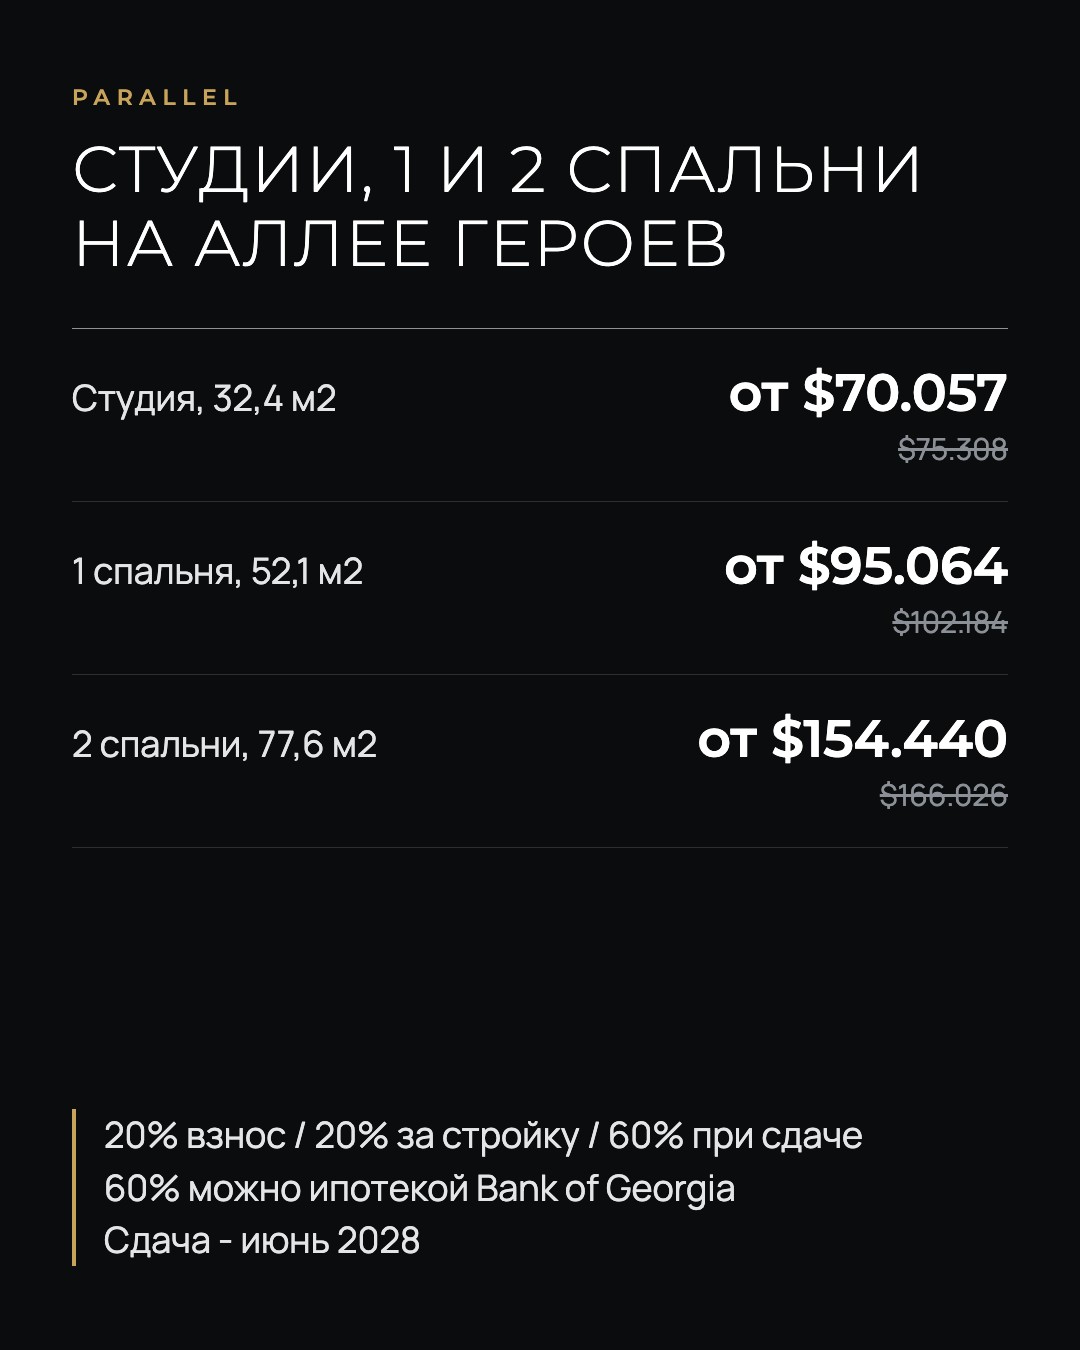 PARALLEL
СТУДИИ, 1 И 2 СПАЛЬНИ
НА АЛЛЕЕ ГЕРОЕВ
Студия, 32,4 м2
от $70.057
$75.308
1 спальня, 52,1 м2
от $95.064
$102.184
2 спальни, 77,6 м2
от $154.440
$166.026
20% взнос / 20% за стройку / 60% при сдаче
60% можно ипотекой Bank of Georgia
Сдача - июнь 2028